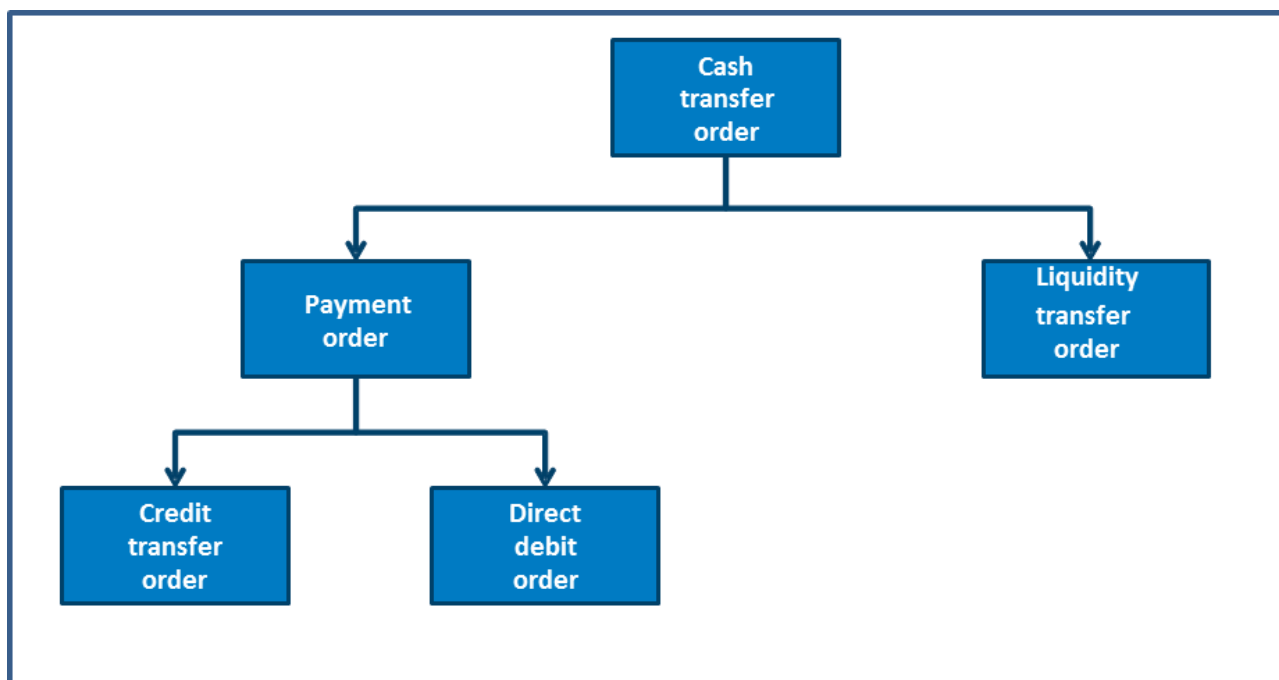 Cash
transfer
order
Payment
order
Liquidity
transfer
order
Credit
transfer
order
Direct
debit
order